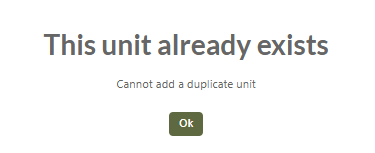 This unit already exists
Cannot add a duplicate unit
Ok